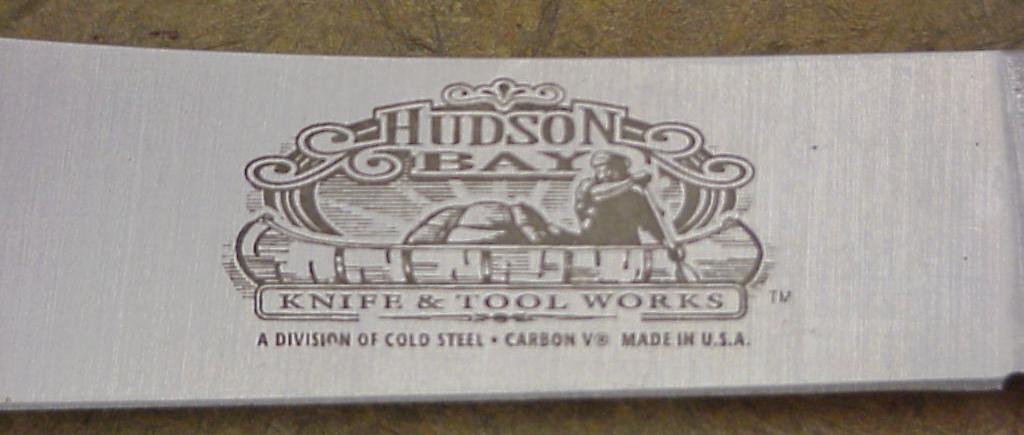 HUDSON
BAY
KNIFE & TOOL WORKS
TM
A DIVISION OF COLD STEEL • CARBON V® MADE IN U.S.A.